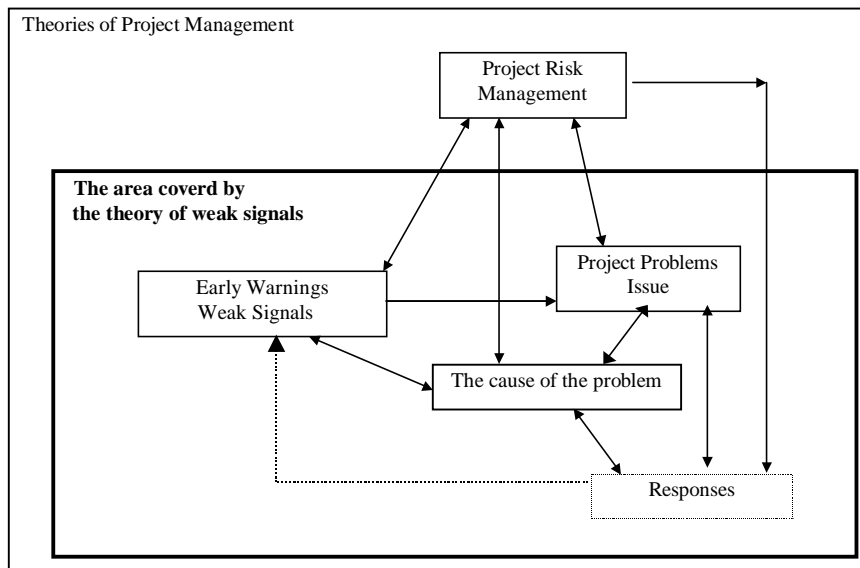 Theories of Project Management
Project Risk
Management
The area coverd by
the theory of weak signals
Project Problems
Issue
Early Warnings
Weak Signals
The cause of the problem
Responses